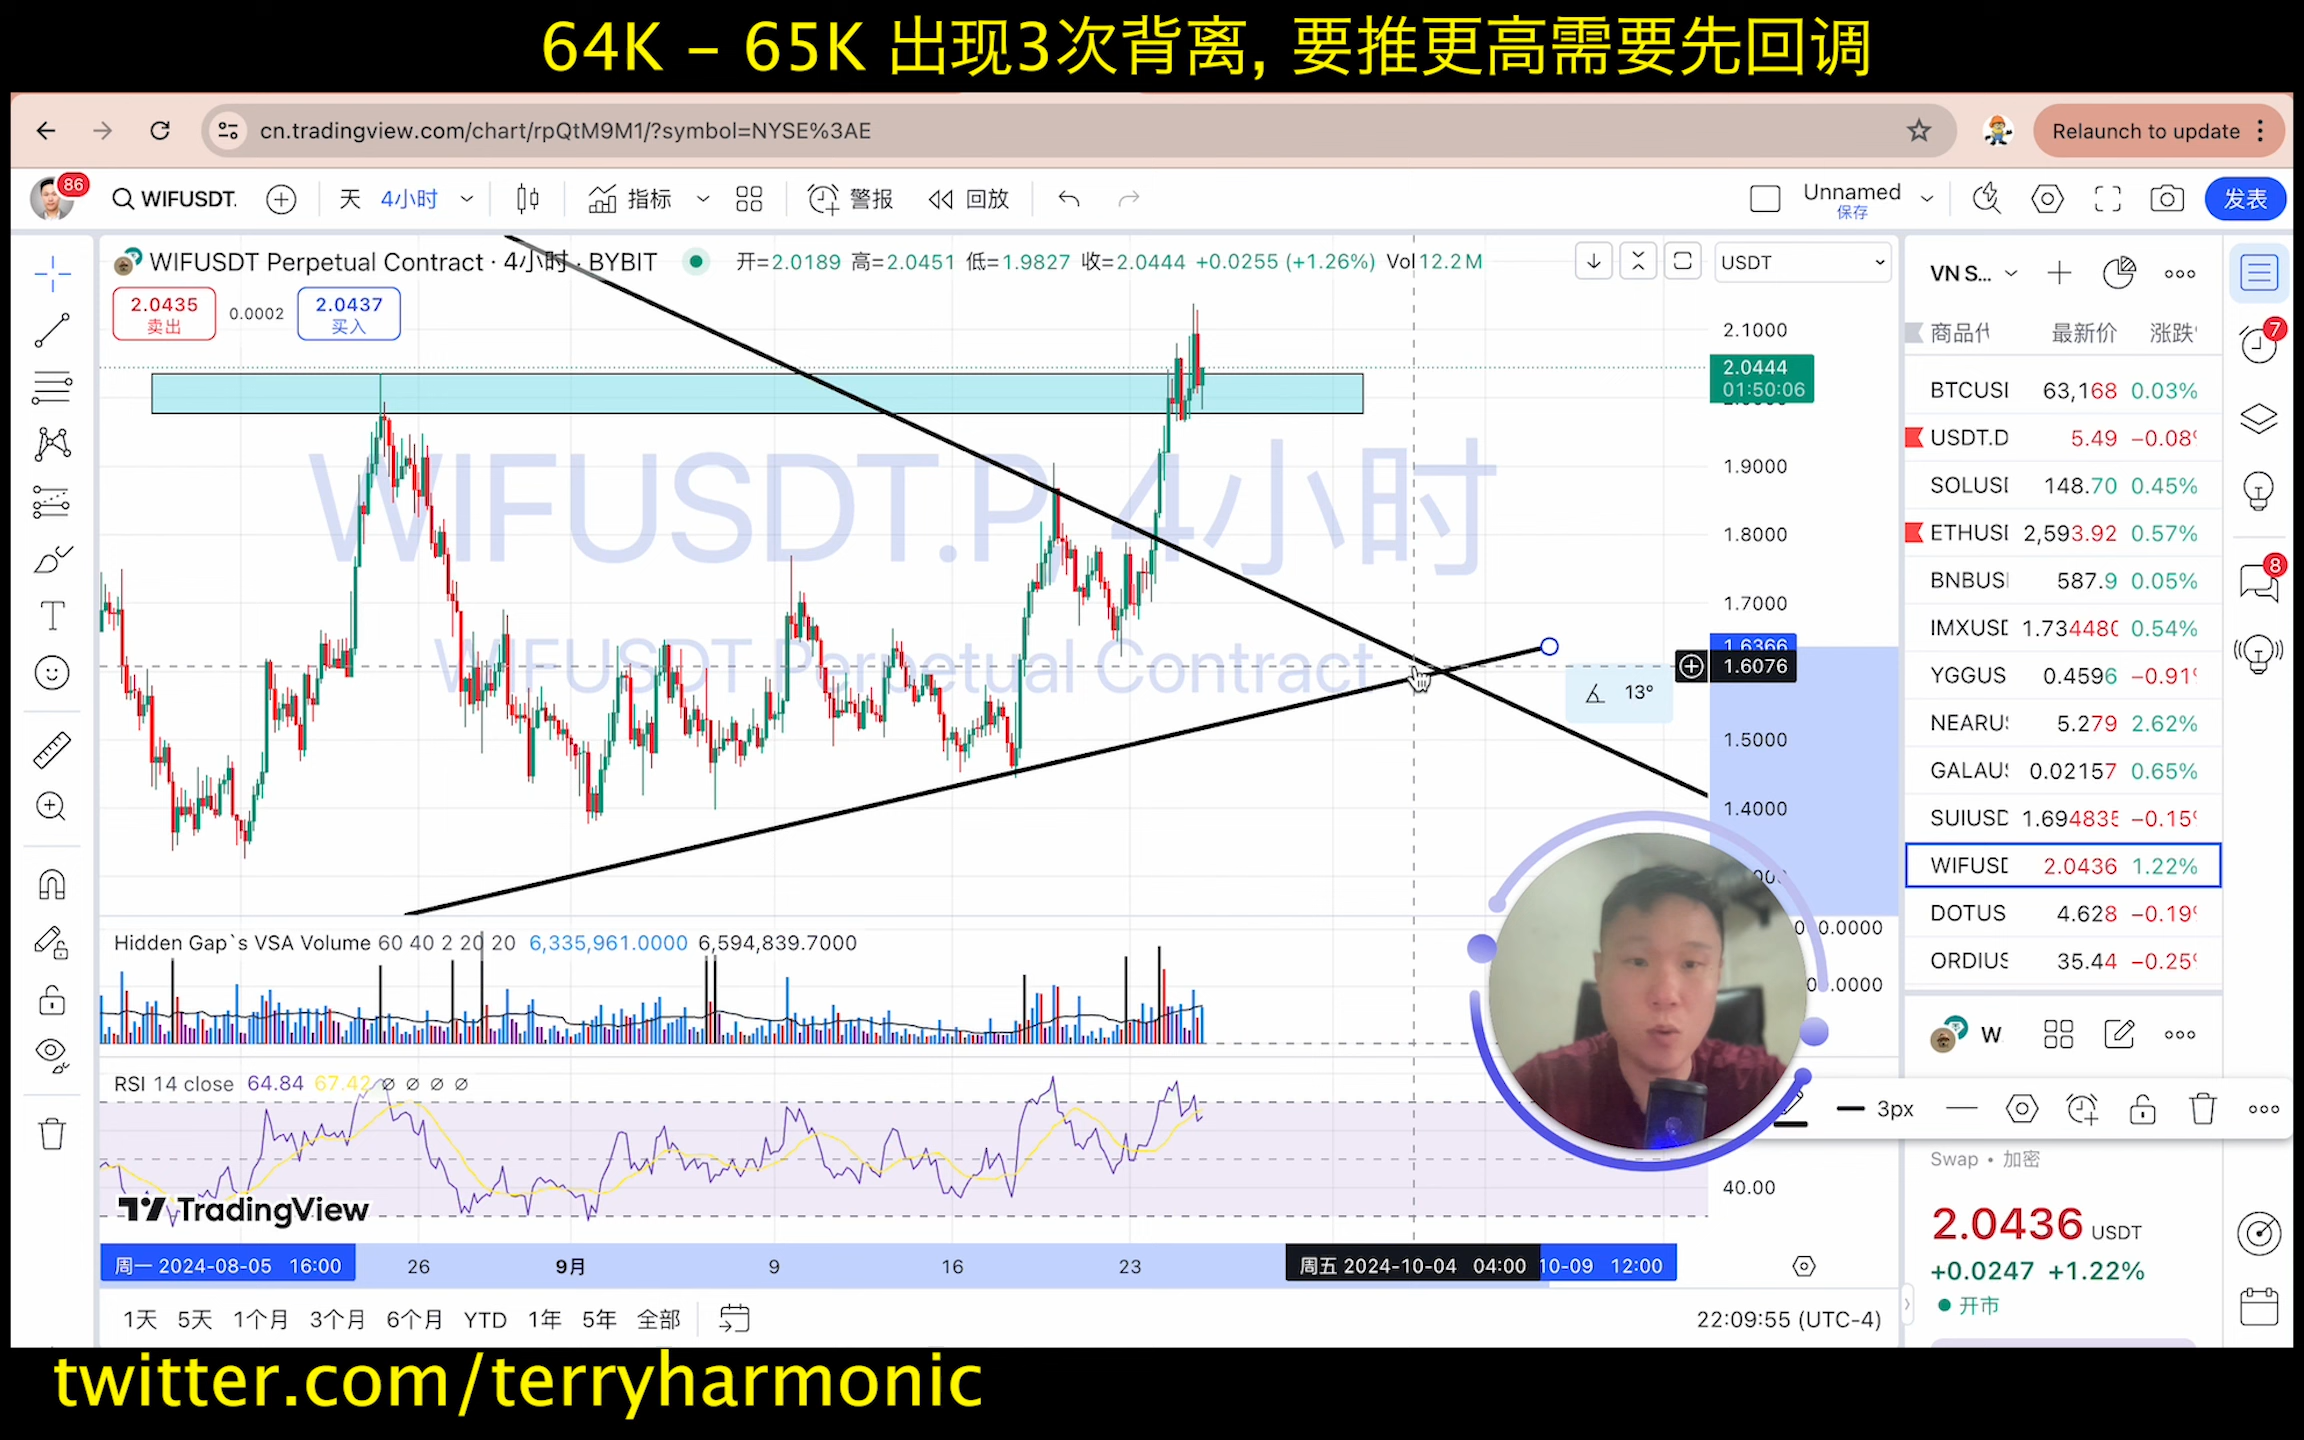 64K – 65K 出现3次背离, 要推更高需要先回调
cn.tradingview.com/chart/rpQtM9M1/?symbol=NYSE%3AE
Relaunch to update
86
WIFUSDT.
天
4小时
指标
警报
回放
Unnamed
保存
发表
WIFUSDT Perpetual Contract · 4小时 · BYBIT
开=2.0189 高=2.0451 低=1.9827 收=2.0444 +0.0255 (+1.26%) Vol 12.2 M
USDT
2.0435
卖出
0.0002
2.0437
买入
WIFUSDT.P, 4小时
WIFUSDT Perpetual Contract
2.1000
2.0444
01:50:06
1.9000
1.8000
1.7000
1.6366
1.6076
13°
1.5000
1.4000
VN S...
最新价
涨跌
7
8
BTCUSI 63,168 0.03%
USDT.D 5.49 −0.08
SOLUSI 148.70 0.45%
ETHUSI 2,593.92 0.57%
BNBUSI 587.9 0.05%
IMXUSI 1.734480 0.54%
YGGUS 0.4596 −0.91
NEARU 5.279 2.62%
GALAU 0.02157 0.65%
SUIUSD 1.694835 −0.15
WIFUSD 2.0436 1.22%
DOTUS 4.628 −0.19
ORDIUS 35.44 −0.25
Hidden Gap`s VSA Volume 60 40 2 20 20 6,335,961.0000 6,594,839.7000
RSI 14 close 64.84 67.42 ∅ ∅ ∅ ∅
TradingView
40.00
W
3px
Swap • 加密
2.0436 USDT
+0.0247 +1.22%
开市
周一 2024-08-05 16:00
26
9月
9
16
23
周五 2024-10-04 04:00
10-09 12:00
1天 5天 1个月 3个月 6个月 YTD 1年 5年 全部
22:09:55 (UTC-4)
twitter.com/terryharmonic